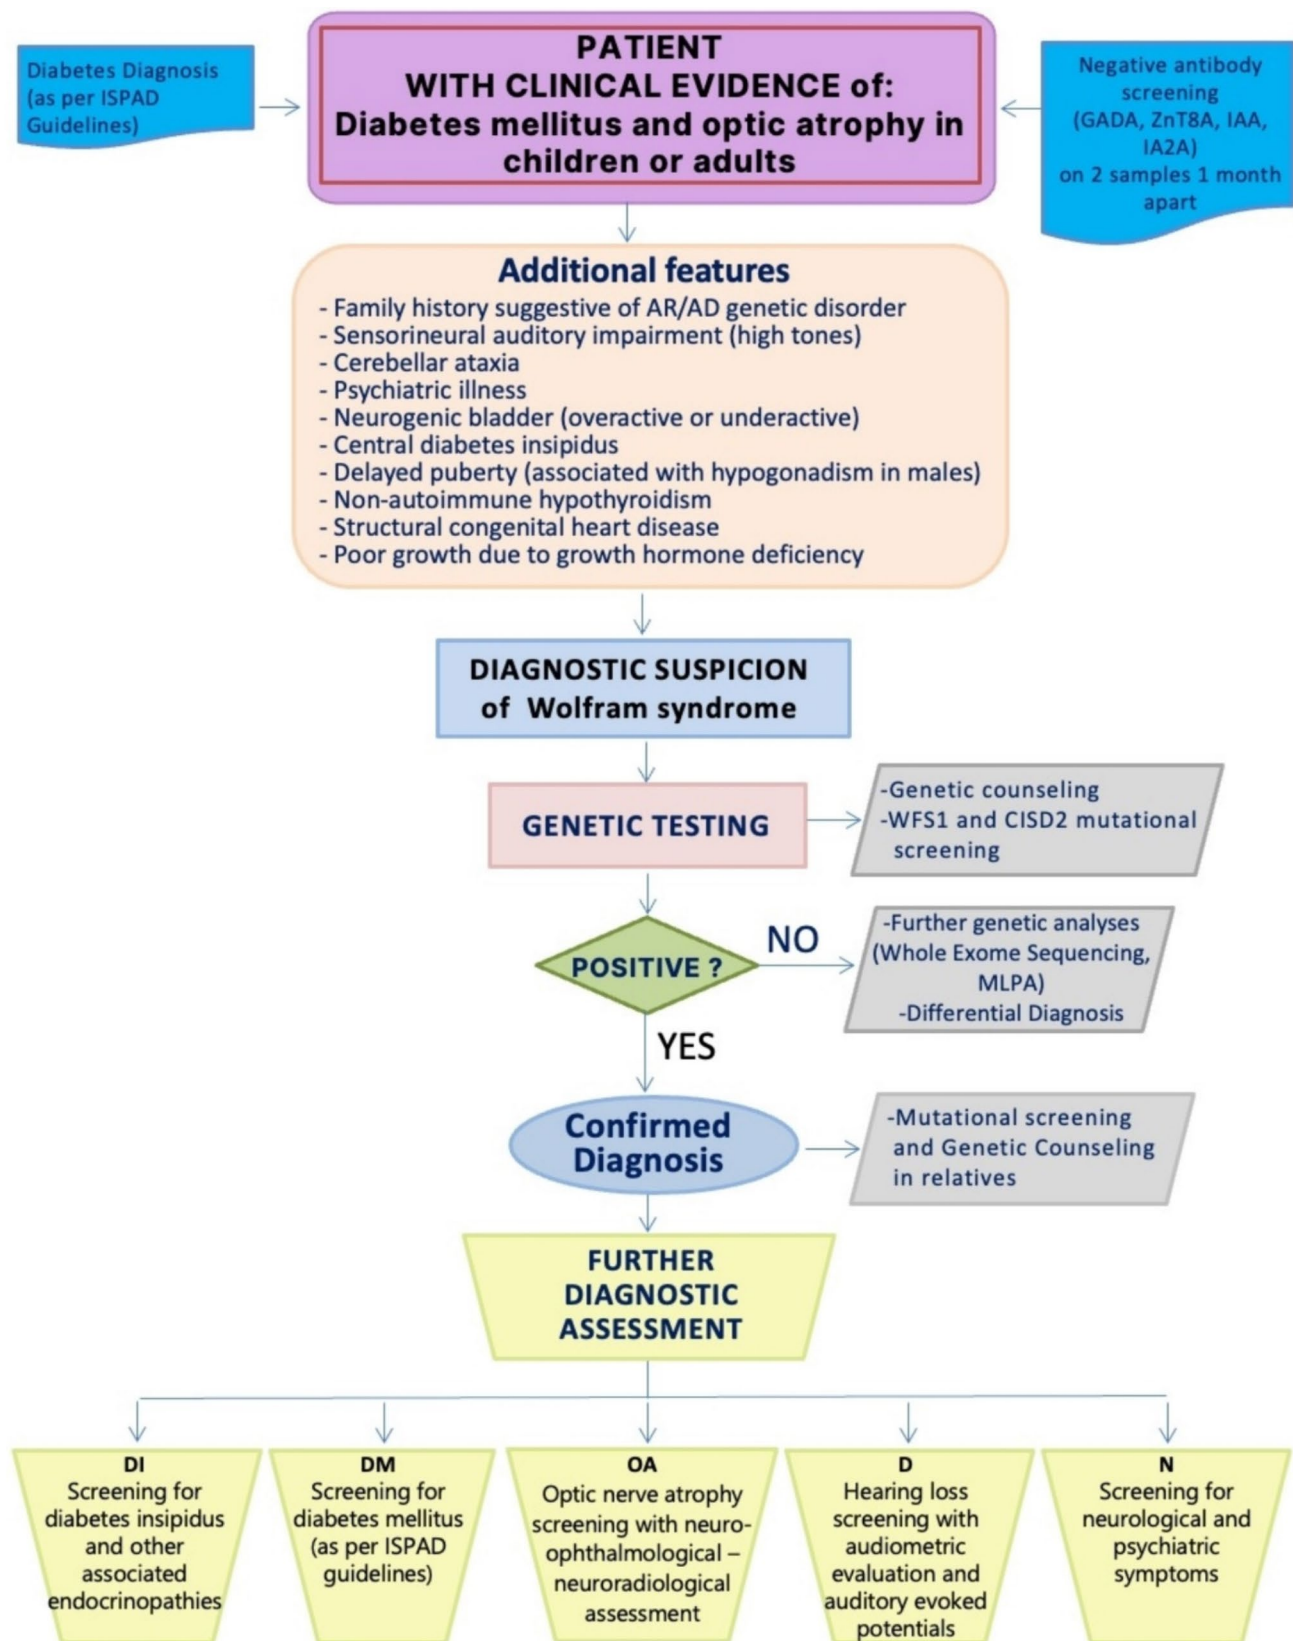 Diabetes Diagnosis
(as per ISPAD
Guidelines)
PATIENT
WITH CLINICAL EVIDENCE of:
Diabetes mellitus and optic atrophy in
children or adults
Negative antibody
screening
(GADA, ZnT8A, IAA,
IA2A)
on 2 samples 1 month
apart
Additional features
- Family history suggestive of AR/AD genetic disorder
- Sensorineural auditory impairment (high tones)
- Cerebellar ataxia
- Psychiatric illness
- Neurogenic bladder (overactive or underactive)
- Central diabetes insipidus
- Delayed puberty (associated with hypogonadism in males)
- Non-autoimmune hypothyroidism
- Structural congenital heart disease
- Poor growth due to growth hormone deficiency
DIAGNOSTIC SUSPICION
of Wolfram syndrome
GENETIC TESTING
-Genetic counseling
-WFS1 and CISD2 mutational
screening
POSITIVE ?
NO
-Further genetic analyses
(Whole Exome Sequencing,
MLPA)
-Differential Diagnosis
YES
Confirmed
Diagnosis
-Mutational screening
and Genetic Counseling
in relatives
FURTHER
DIAGNOSTIC
ASSESSMENT
DI
Screening for
diabetes insipidus
and other
associated
endocrinopathies
DM
Screening for
diabetes mellitus
(as per ISPAD
guidelines)
OA
Optic nerve atrophy
screening with neuro-
ophthalmological –
neuroradiological
assessment
D
Hearing loss
screening with
audiometric
evaluation and
auditory evoked
potentials
N
Screening for
neurological and
psychiatric
symptoms